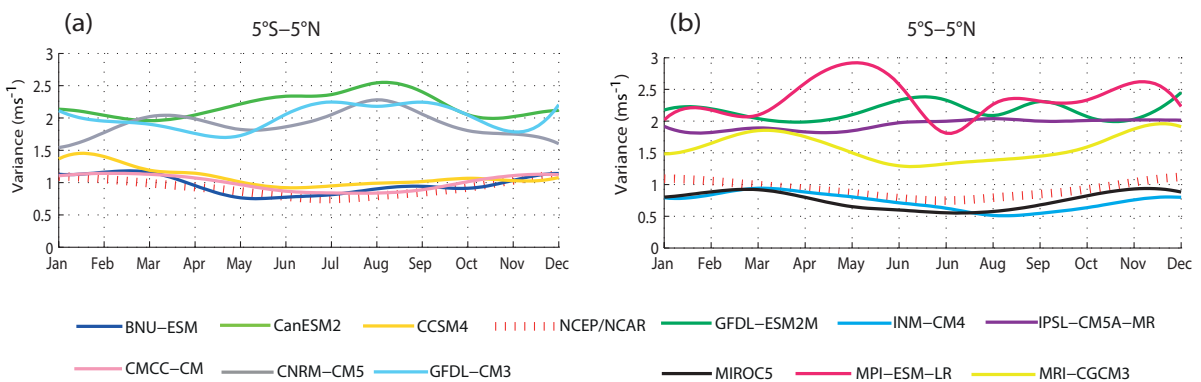 (a)
5°S–5°N
Variance (ms-1)
3
2.5
2
1.5
1
0.5
0
Jan Feb Mar Apr May Jun Jul Aug Sep Oct Nov Dec
(b)
5°S–5°N
Variance (ms-1)
3
2.5
2
1.5
1
0.5
0
Jan Feb Mar Apr May Jun Jul Aug Sep Oct Nov Dec
BNU–ESM CanESM2 CCSM4 NCEP/NCAR GFDL–ESM2M INM–CM4 IPSL–CM5A–MR
CMCC–CM CNRM–CM5 GFDL–CM3 MIROC5 MPI–ESM–LR MRI–CGCM3